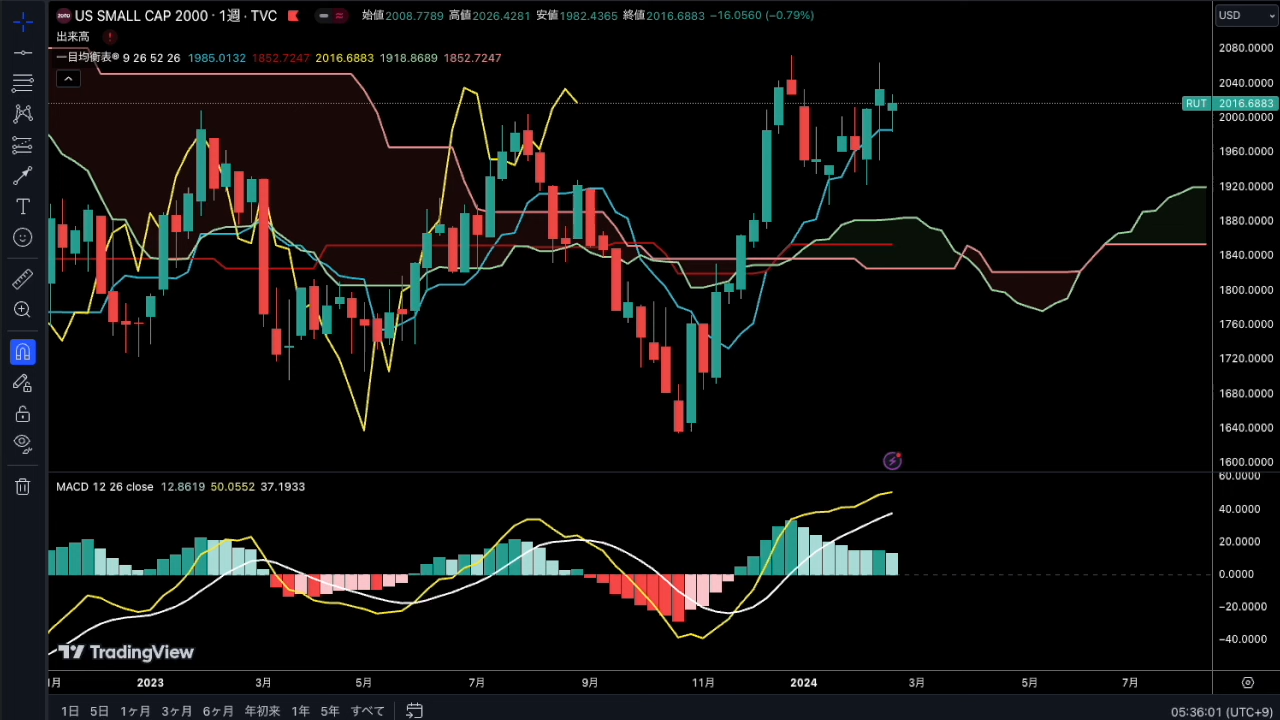 US SMALL CAP 2000 · 1週 · TVC 始値2008.7789 高値2026.4281 安値1982.4365 終値2016.6883 −16.0560 (−0.79%)
出来高
一目均衡表 9 26 52 26 1985.0132 1852.7247 2016.6883 1918.8689 1852.7247
USD
2080.0000
2040.0000
RUT 2016.6883
2000.0000
1960.0000
1920.0000
1880.0000
1840.0000
1800.0000
1760.0000
1720.0000
1680.0000
1640.0000
1600.0000
MACD 12 26 close 12.8619 50.0552 37.1933
60.0000
40.0000
20.0000
0.0000
−20.0000
−40.0000
TradingView
月 2023 3月 5月 7月 9月 11月 2024 3月 5月 7月
1日 5日 1ヶ月 3ヶ月 6ヶ月 年初来 1年 5年 すべて
05:36:01 (UTC+9)